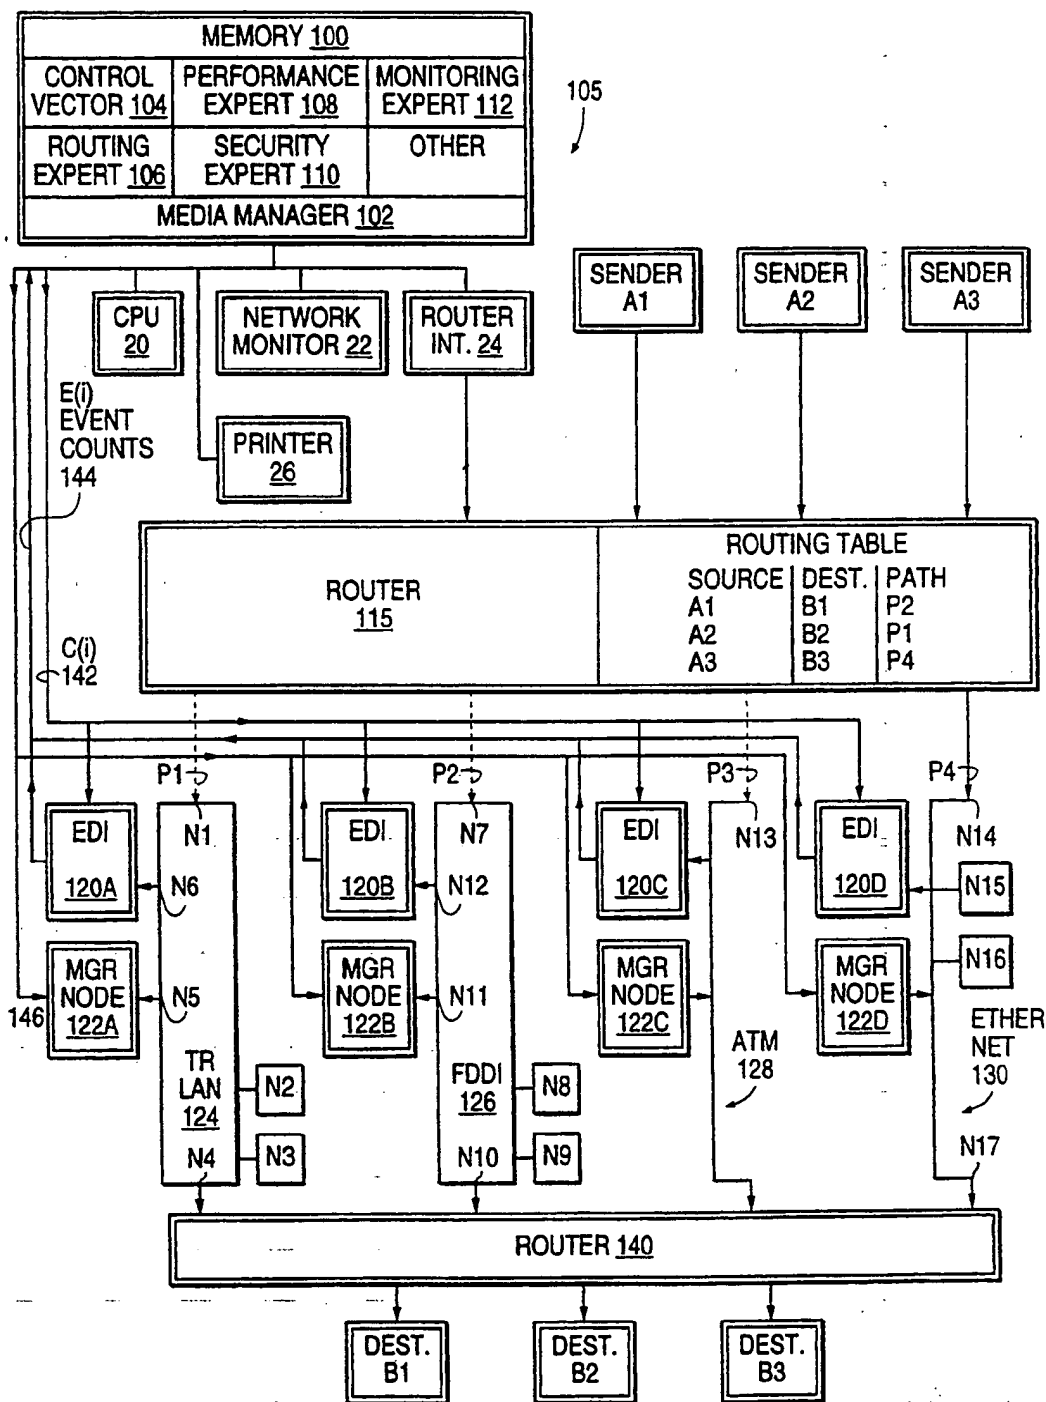 MEMORY 100
CONTROL VECTOR 104
PERFORMANCE EXPERT 108
MONITORING EXPERT 112
ROUTING EXPERT 106
SECURITY EXPERT 110
OTHER
MEDIA MANAGER 102
105
CPU 20
NETWORK MONITOR 22
ROUTER INT. 24
SENDER A1
SENDER A2
SENDER A3
E(i) EVENT COUNTS 144
PRINTER 26
C(i) 142
ROUTER 115
ROUTING TABLE
SOURCE DEST. PATH
A1 B1 P2
A2 B2 P1
A3 B3 P4
P1
P2
P3
P4
EDI 120A
N1
N6
EDI 120B
N7
N12
EDI 120C
N13
EDI 120D
N14
N15
146
MGR NODE 122A
N5
MGR NODE 122B
N11
MGR NODE 122C
MGR NODE 122D
N16
TR LAN 124
N2
N3
N4
FDDI 126
N8
N9
N10
ATM 128
ETHER NET 130
N17
ROUTER 140
DEST. B1
DEST. B2
DEST. B3